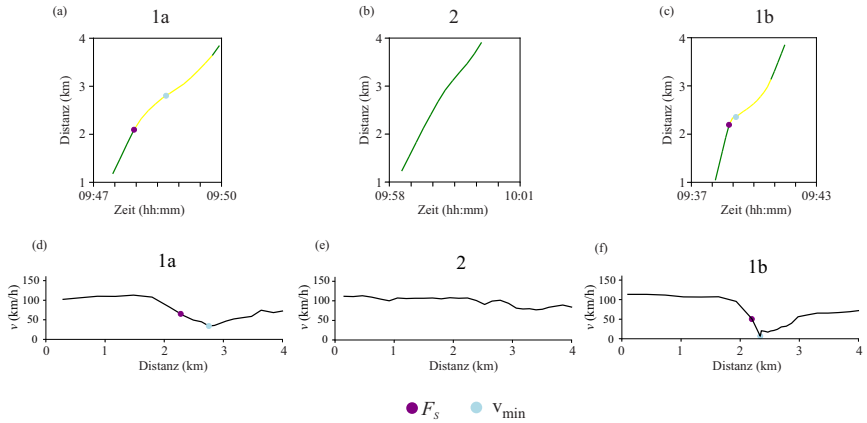 (a) 1a
(b) 2
(c) 1b
Distanz (km)
4
3
2
1
09:47 09:50
Zeit (hh:mm)
Distanz (km)
4
3
2
1
09:58 10:01
Zeit (hh:mm)
Distanz (km)
4
3
2
1
09:37 09:43
Zeit (hh:mm)
(d) 1a
v (km/h)
150
100
50
0
0 1 2 3 4
Distanz (km)
(e) 2
v (km/h)
150
100
50
0
0 1 2 3 4
Distanz (km)
(f) 1b
v (km/h)
150
100
50
0
0 1 2 3 4
Distanz (km)
F_S v_min